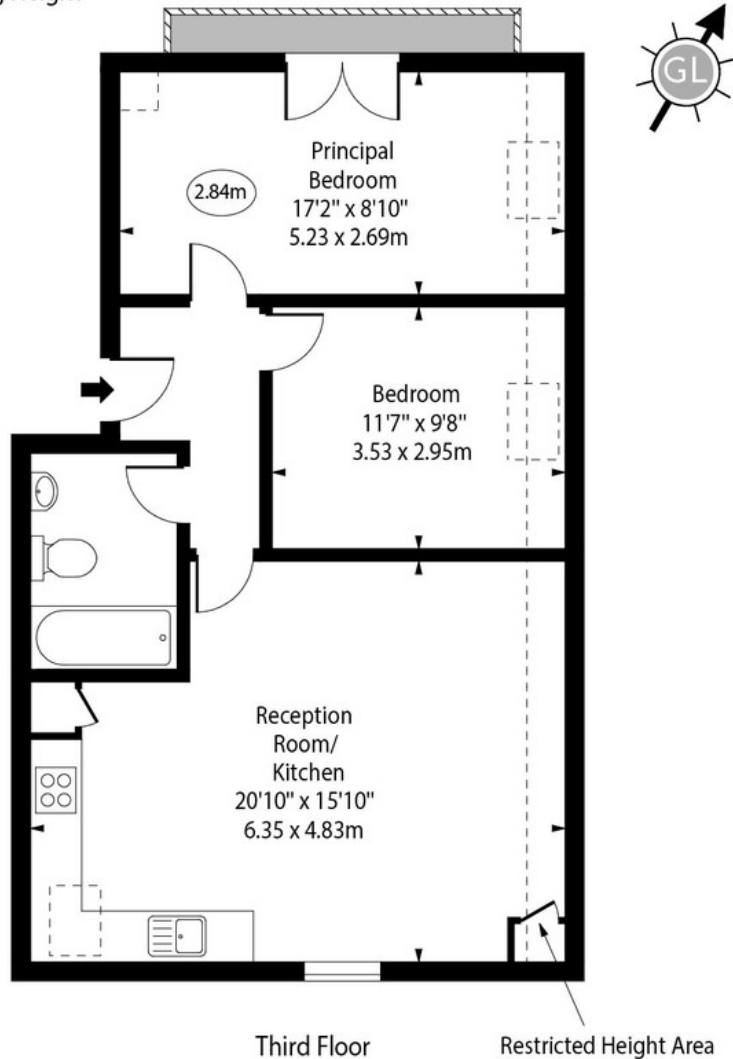 GL
Principal
Bedroom
17'2" x 8'10"
5.23 x 2.69m
2.84m
Bedroom
11'7" x 9'8"
3.53 x 2.95m
Reception
Room/
Kitchen
20'10" x 15'10"
6.35 x 4.83m
Third Floor
Restricted Height Area